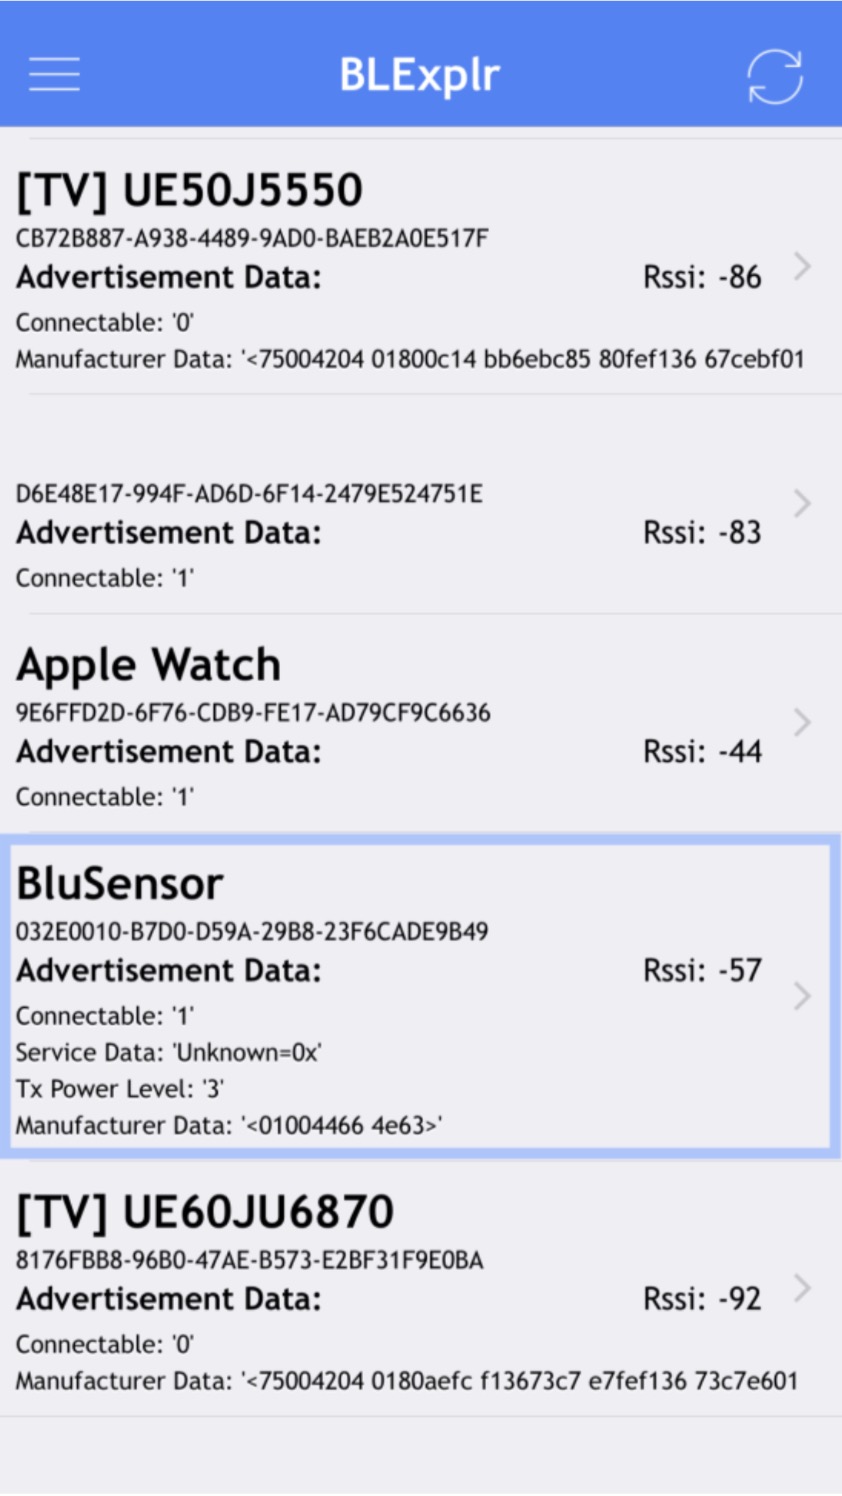 BLExplr
[TV] UE50J5550
CB72B887-A938-4489-9AD0-BAEB2A0E517F
Advertisement Data: Rssi: -86
Connectable: '0'
Manufacturer Data: '<75004204 01800c14 bb6ebc85 80fef136 67cebf01
D6E48E17-994F-AD6D-6F14-2479E524751E
Advertisement Data: Rssi: -83
Connectable: '1'
Apple Watch
9E6FFD2D-6F76-CDB9-FE17-AD79CF9C6636
Advertisement Data: Rssi: -44
Connectable: '1'
BluSensor
032E0010-B7D0-D59A-29B8-23F6CADE9B49
Advertisement Data: Rssi: -57
Connectable: '1'
Service Data: 'Unknown=0x'
Tx Power Level: '3'
Manufacturer Data: '<01004466 4e63>'
[TV] UE60JU6870
8176FBB8-96B0-47AE-B573-E2BF31F9E0BA
Advertisement Data: Rssi: -92
Connectable: '0'
Manufacturer Data: '<75004204 0180aefc f13673c7 e7fef136 73c7e601